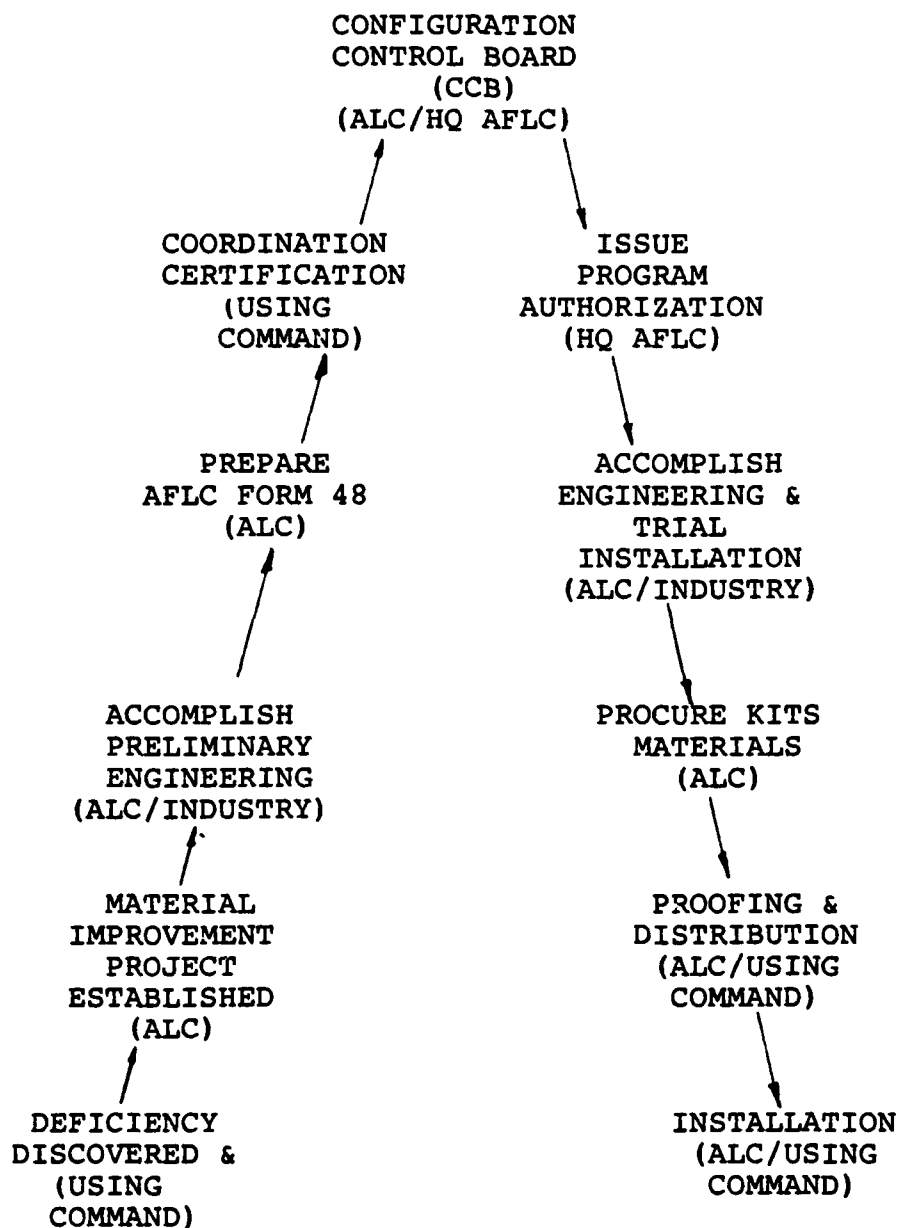 CONFIGURATION
CONTROL BOARD
(CCB)
(ALC/HQ AFLC)
COORDINATION
CERTIFICATION
(USING
COMMAND)
ISSUE
PROGRAM
AUTHORIZATION
(HQ AFLC)
PREPARE
AFLC FORM 48
(ALC)
ACCOMPLISH
ENGINEERING &
TRIAL
INSTALLATION
(ALC/INDUSTRY)
ACCOMPLISH
PRELIMINARY
ENGINEERING
(ALC/INDUSTRY)
PROCURE KITS
MATERIALS
(ALC)
MATERIAL
IMPROVEMENT
PROJECT
ESTABLISHED
(ALC)
PROOFING &
DISTRIBUTION
(ALC/USING
COMMAND)
DEFICIENCY
DISCOVERED &
(USING
COMMAND)
INSTALLATION
(ALC/USING
COMMAND)